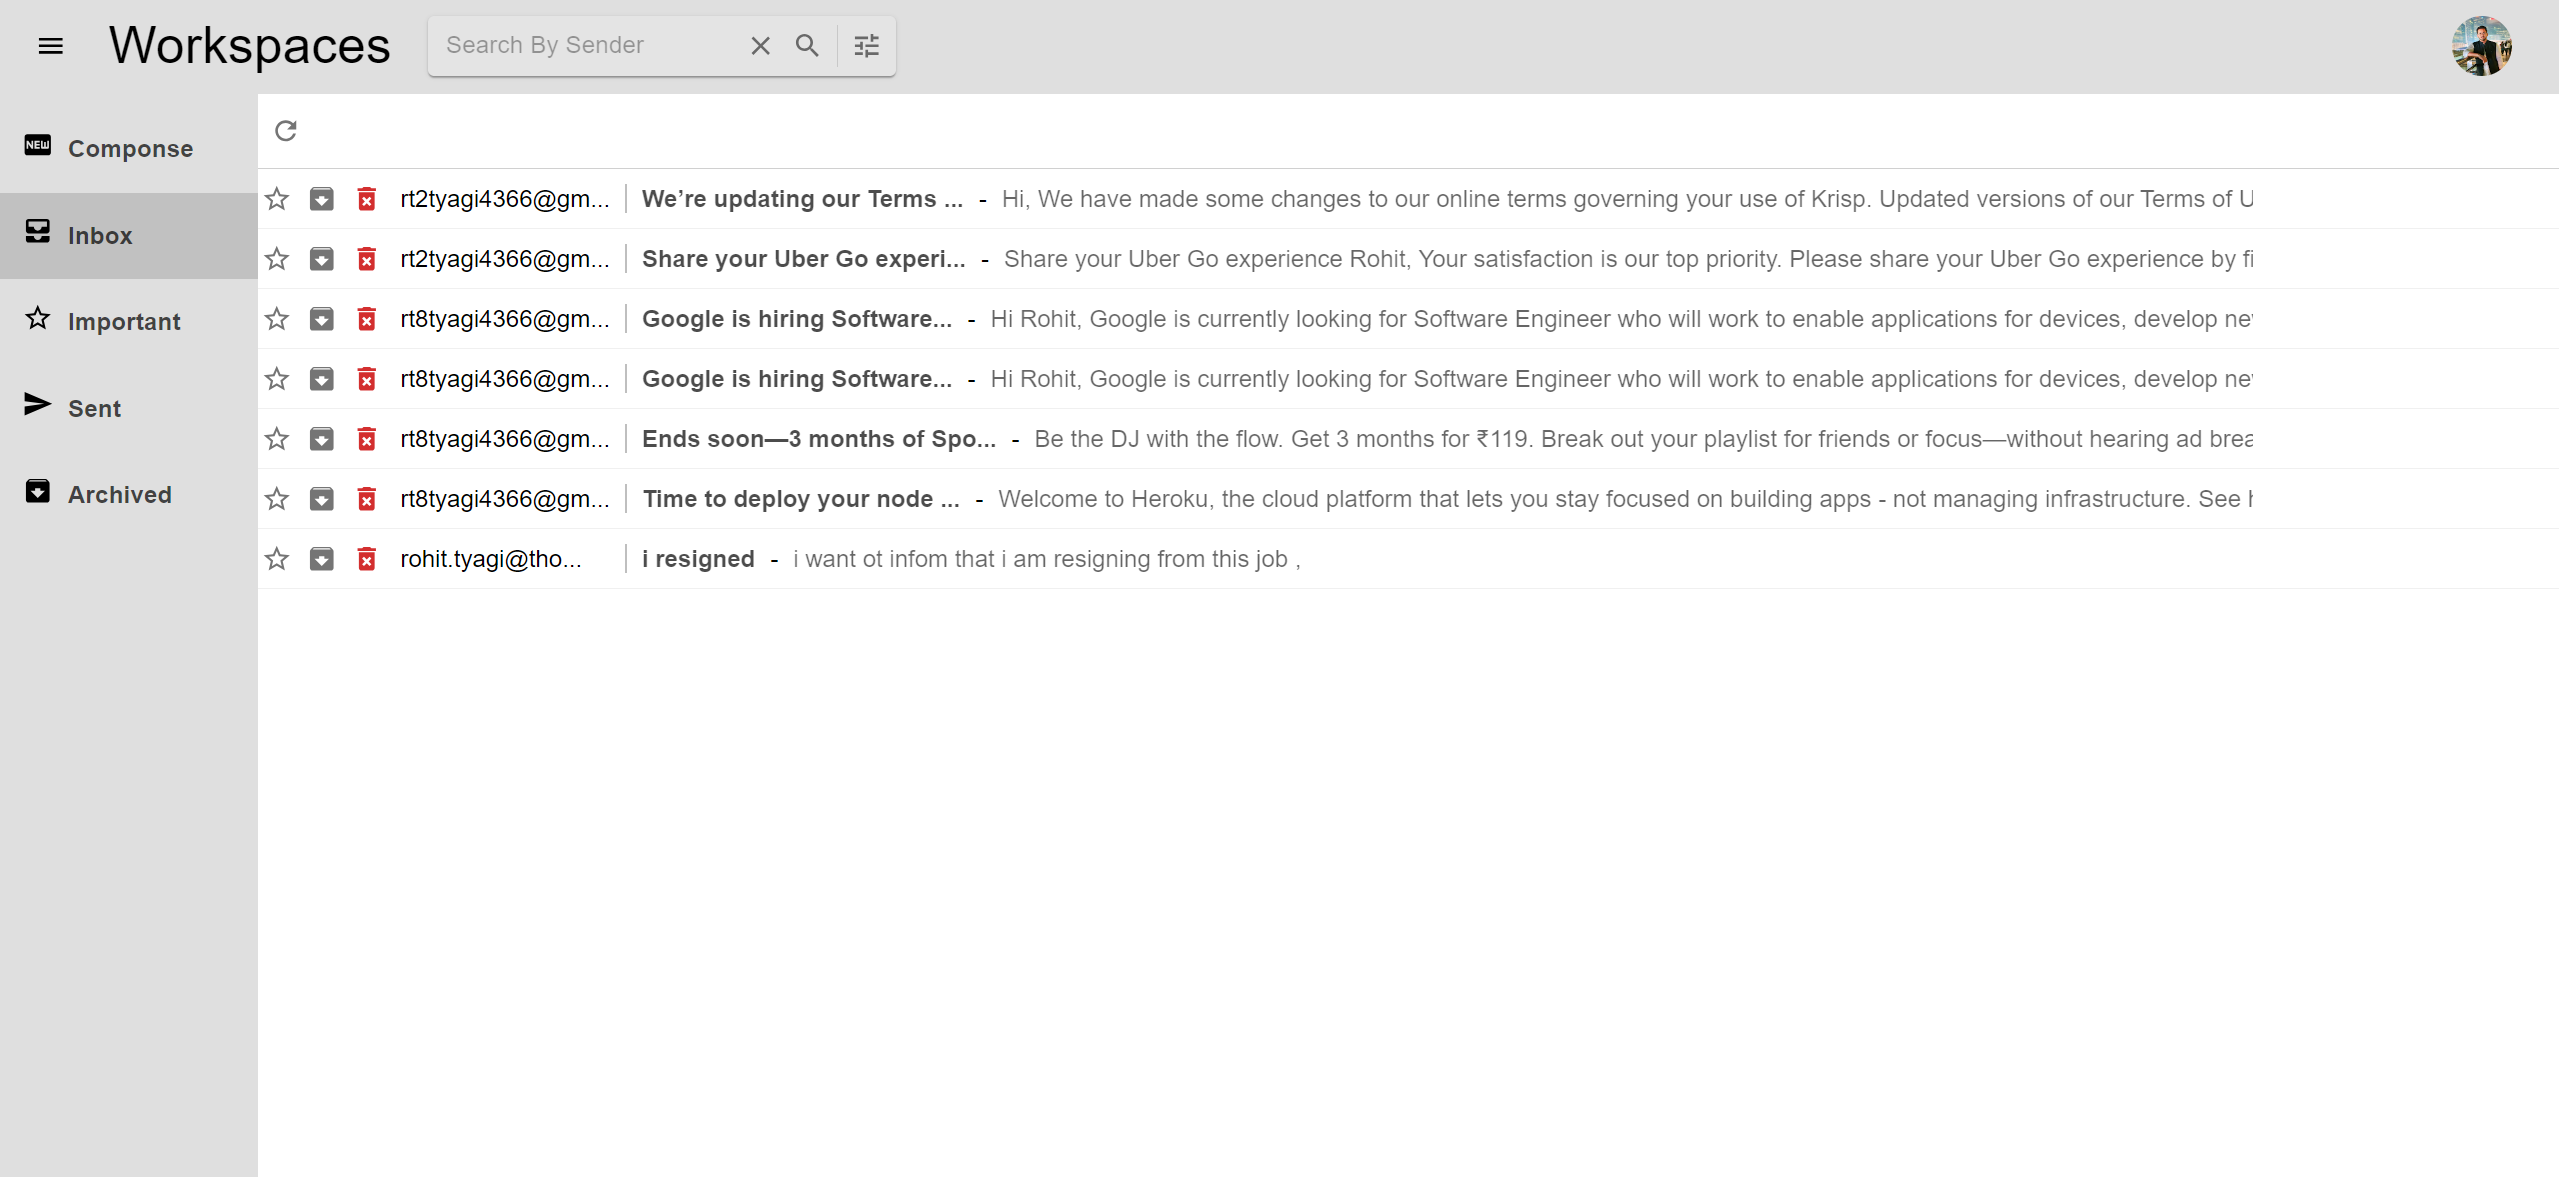 Workspaces Search By Sender
NEW Componse
Inbox
Important
Sent
Archived
rt2tyagi4366@gm... We’re updating our Terms ... - Hi, We have made some changes to our online terms governing your use of Krisp. Updated versions of our Terms of U
rt2tyagi4366@gm... Share your Uber Go experi... - Share your Uber Go experience Rohit, Your satisfaction is our top priority. Please share your Uber Go experience by fi
rt8tyagi4366@gm... Google is hiring Software... - Hi Rohit, Google is currently looking for Software Engineer who will work to enable applications for devices, develop ne
rt8tyagi4366@gm... Google is hiring Software... - Hi Rohit, Google is currently looking for Software Engineer who will work to enable applications for devices, develop ne
rt8tyagi4366@gm... Ends soon—3 months of Spo... - Be the DJ with the flow. Get 3 months for ₹119. Break out your playlist for friends or focus—without hearing ad brea
rt8tyagi4366@gm... Time to deploy your node ... - Welcome to Heroku, the cloud platform that lets you stay focused on building apps - not managing infrastructure. See
rohit.tyagi@tho... i resigned - i want ot infom that i am resigning from this job ,